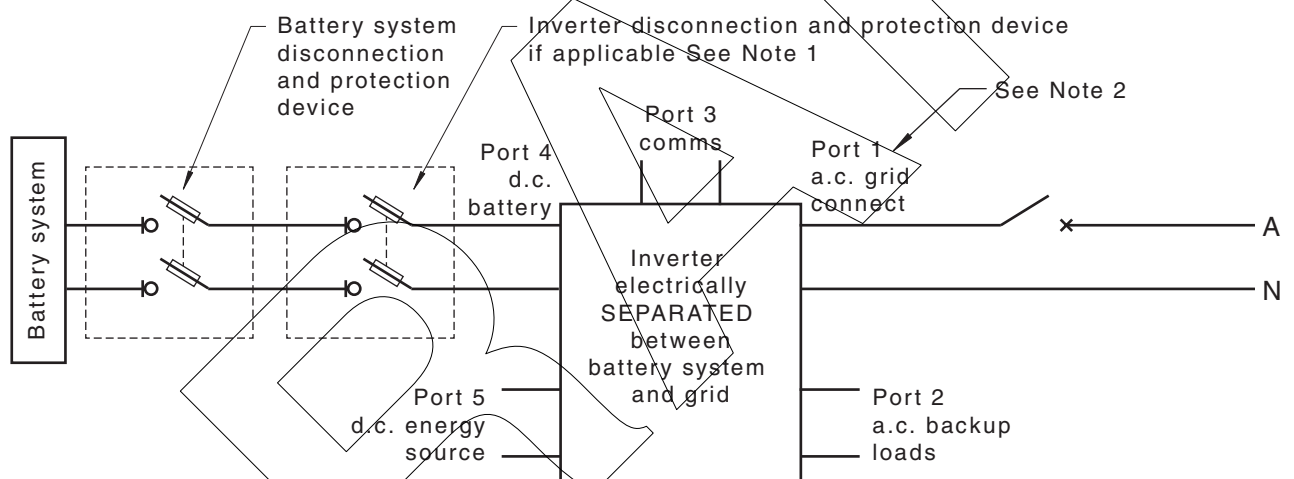 Battery system
disconnection
and protection
device
Inverter disconnection and protection device
if applicable See Note 1
See Note 2
Port 3
comms
Port 4
d.c.
battery
Port 1
a.c. grid
connect
Battery system
A
N
Inverter
electrically
SEPARATED
between
battery system
and grid
Port 5
d.c. energy
source
Port 2
a.c. backup
loads